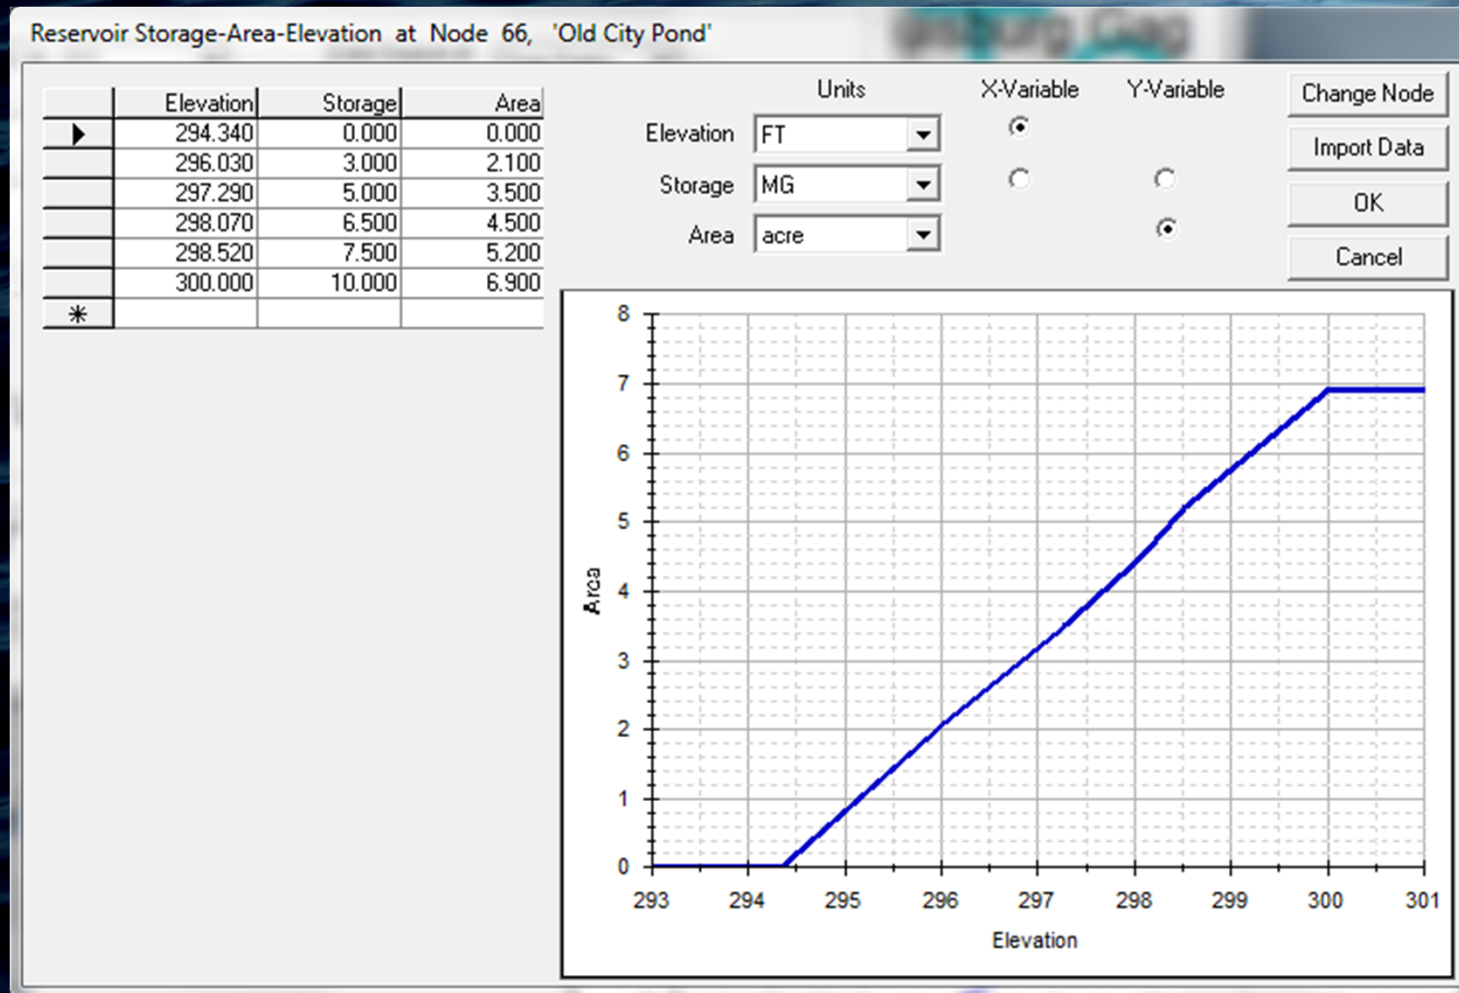 Reservoir Storage-Area-Elevation at Node 66, 'Old City Pond'
Elevation Storage Area
294.340 0.000 0.000
296.030 3.000 2.100
297.290 5.000 3.500
298.070 6.500 4.500
298.520 7.500 5.200
300.000 10.000 6.900
Units X-Variable Y-Variable
Elevation FT
Storage MG
Area acre
Change Node
Import Data
OK
Cancel
8
7
6
5
4
3
2
1
0
Area
293 294 295 296 297 298 299 300 301
Elevation